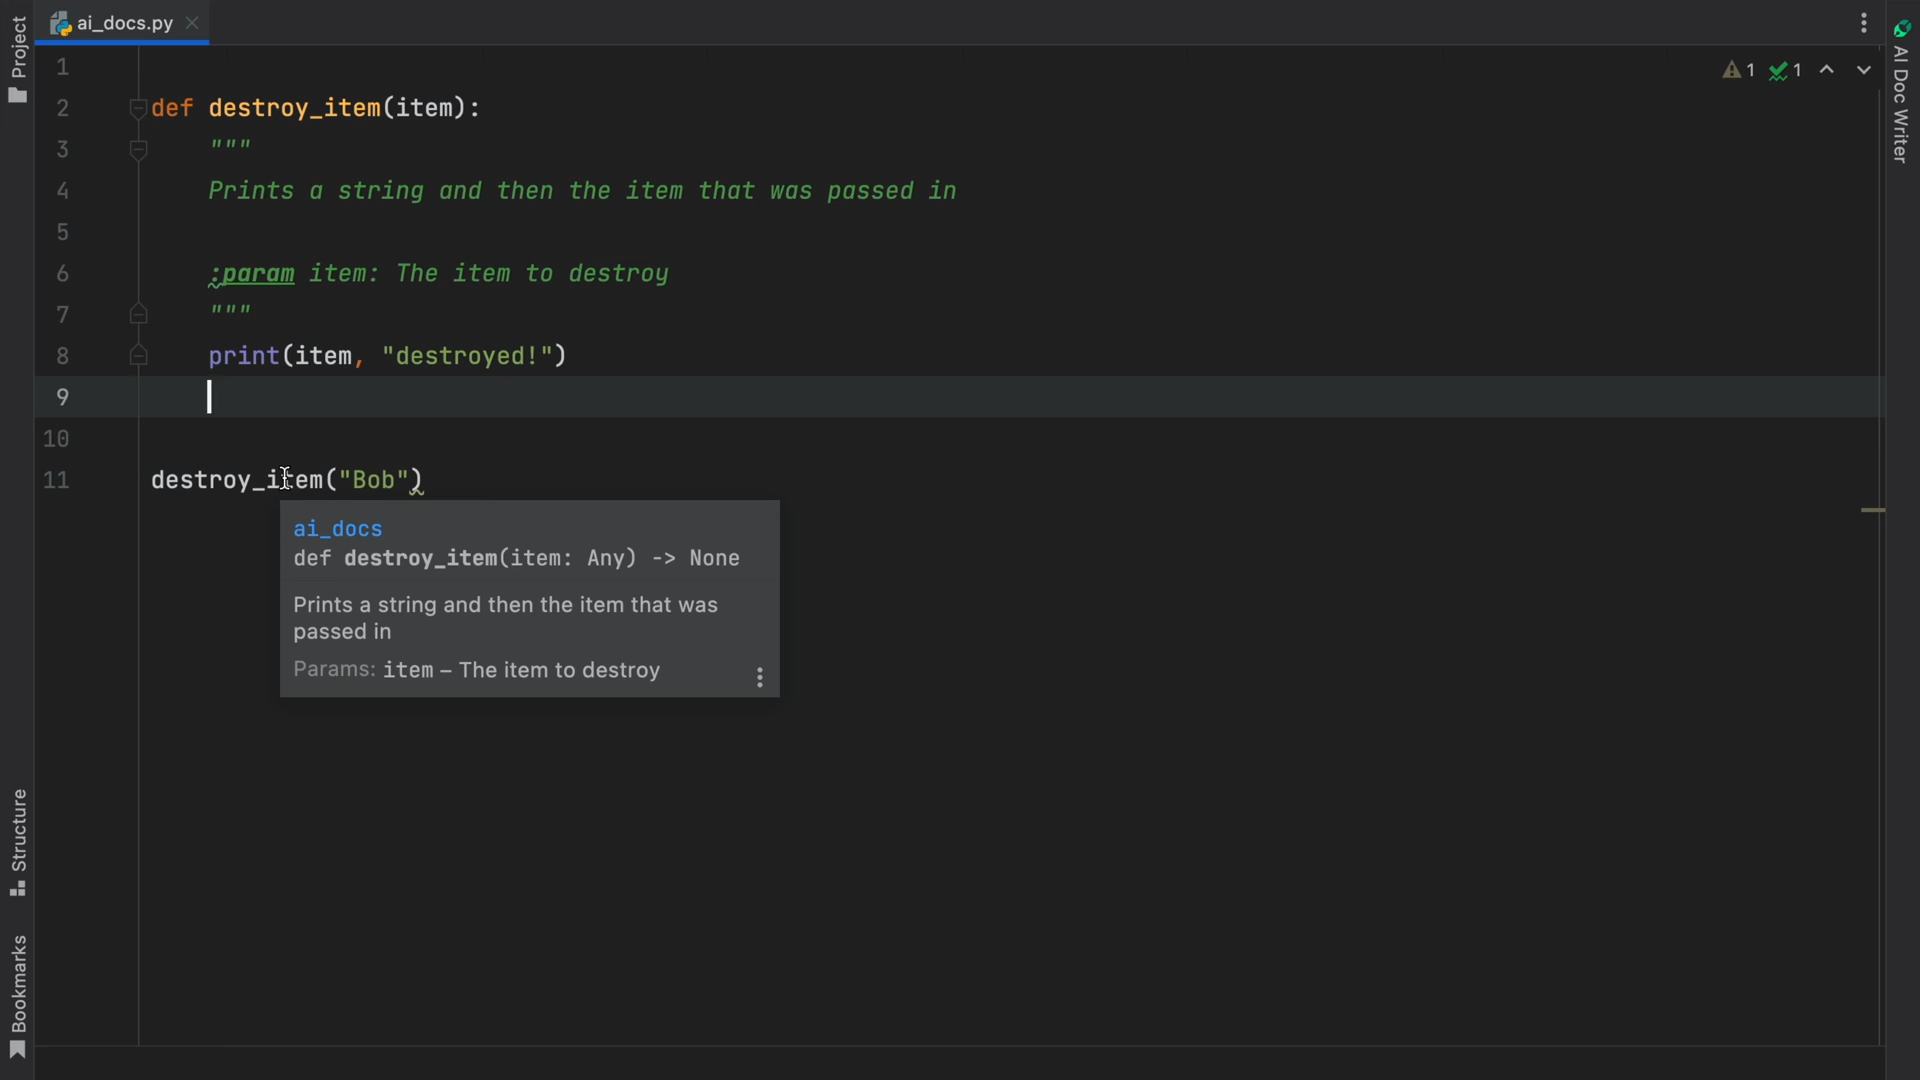 Project
ai_docs.py
AI Doc Writer
1 1
1
2 def destroy_item(item):
3 """
4 Prints a string and then the item that was passed in
5
6 :param item: The item to destroy
7 """
8 print(item, "destroyed!")
9
10
11 destroy_item("Bob")
ai_docs
def destroy_item(item: Any) -> None
Prints a string and then the item that was
passed in
Params: item – The item to destroy
Structure
Bookmarks